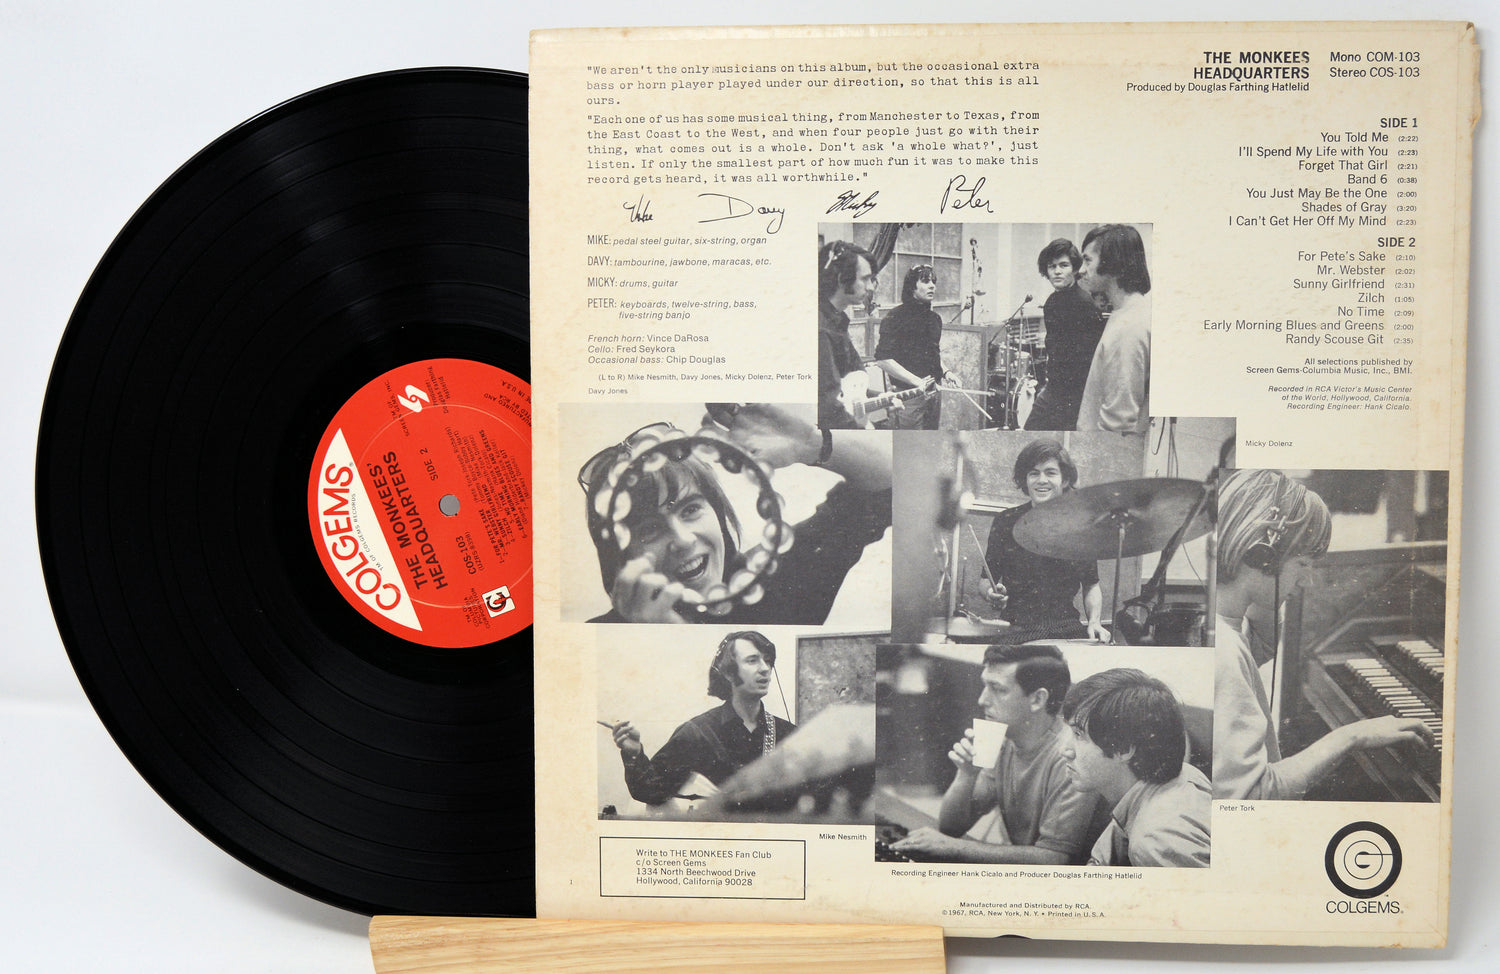 "We aren't the only musicians on this album, but the occasional extra
bass or horn player played under our direction, so that this is all
ours.
"Each one of us has some musical thing, from Manchester to Texas, from
the East Coast to the West, and when four people just go with their
thing, what comes out is a whole. Don't ask 'a whole what?', just
listen. If only the smallest part of how much fun it was to make this
record gets heard, it was all worthwhile."
Mike Davy Micky Peter
MIKE: pedal steel guitar, six-string, organ
DAVY: tambourine, jawbone, maracas, etc.
MICKY: drums, guitar
PETER: keyboards, twelve-string, bass,
five-string banjo
French horn: Vince DaRosa
Cello: Fred Seykora
Occasional bass: Chip Douglas
(L to R) Mike Nesmith, Davy Jones, Micky Dolenz, Peter Tork
Davy Jones
THE MONKEES Mono COM-103
HEADQUARTERS Stereo COS-103
Produced by Douglas Farthing Hatlelid
SIDE 1
You Told Me (2:22)
I'll Spend My Life with You (2:23)
Forget That Girl (2:21)
Band 6 (0:38)
You Just May Be the One (2:00)
Shades of Gray (3:20)
I Can't Get Her Off My Mind (2:23)
SIDE 2
For Pete's Sake (2:10)
Mr. Webster (2:02)
Sunny Girlfriend (2:31)
Zilch (1:05)
No Time (2:09)
Early Morning Blues and Greens (2:00)
Randy Scouse Git (2:35)
All selections published by
Screen Gems-Columbia Music, Inc., BMI.
Recorded in RCA Victor's Music Center
of the World, Hollywood, California.
Recording Engineer: Hank Cicalo.
Micky Dolenz
Peter Tork
Mike Nesmith
Recording Engineer Hank Cicalo and Producer Douglas Farthing Hatlelid
Write to THE MONKEES Fan Club
c/o Screen Gems
1334 North Beechwood Drive
Hollywood, California 90028
1
Manufactured and Distributed by RCA.
©1967, RCA, New York, N.Y. • Printed in U.S.A.
COLGEMS®
COLGEMS®
TM OF COLGEMS RECORDS
THE MONKEES'
HEADQUARTERS
SIDE 2
COS-103